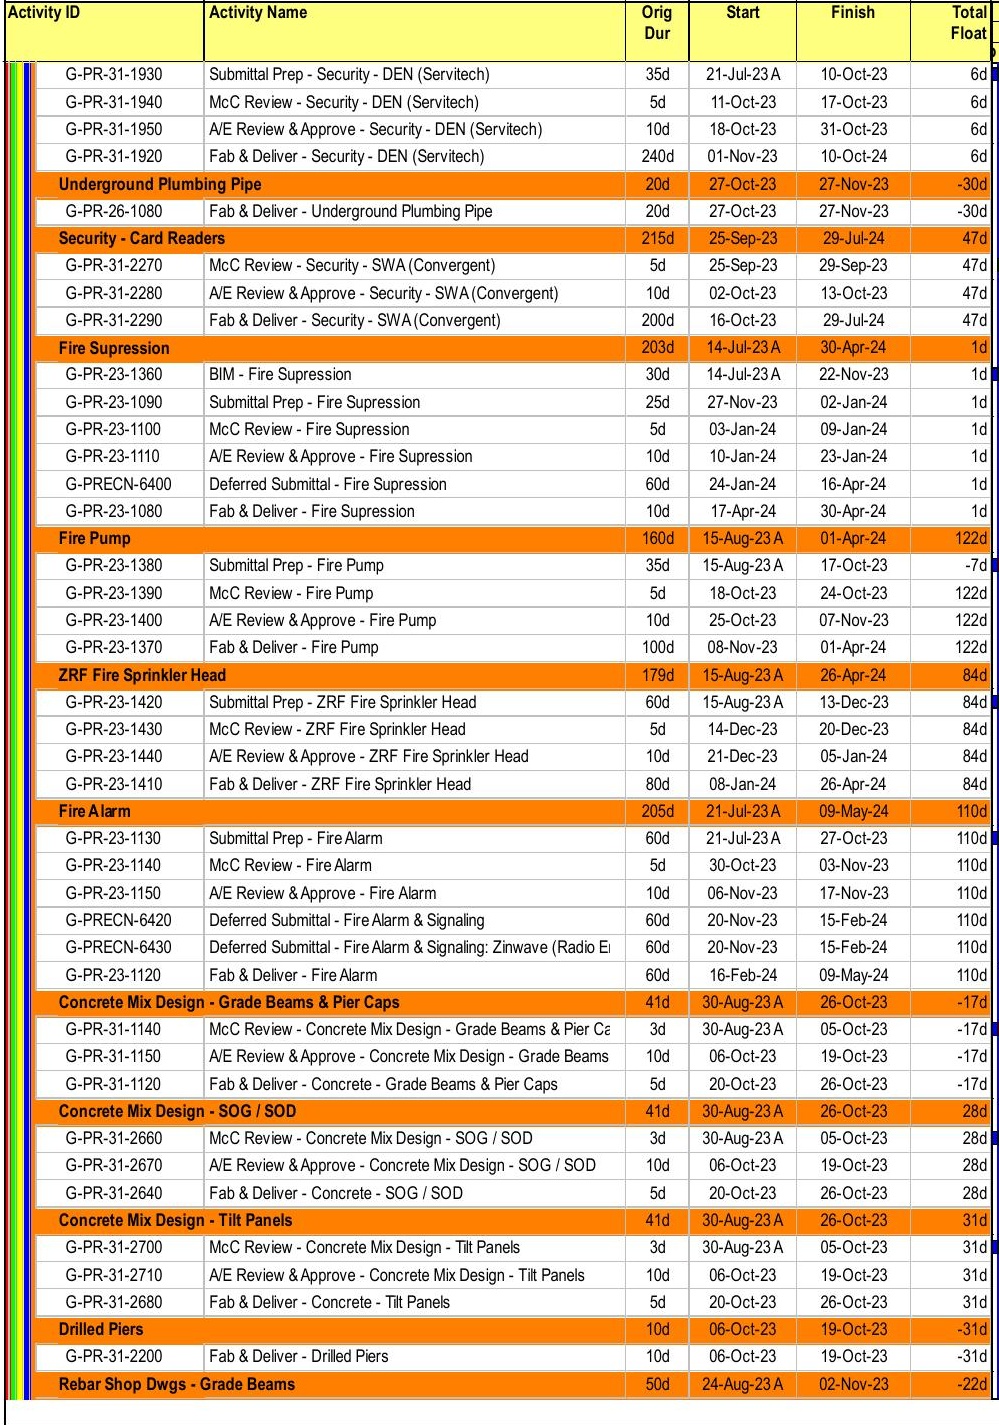 Activity ID Activity Name Orig Dur Start Finish Total Float
G-PR-31-1930 Submittal Prep - Security - DEN (Servitech) 35d 21-Jul-23 A 10-Oct-23 6d
G-PR-31-1940 McC Review - Security - DEN (Servitech) 5d 11-Oct-23 17-Oct-23 6d
G-PR-31-1950 A/E Review & Approve - Security - DEN (Servitech) 10d 18-Oct-23 31-Oct-23 6d
G-PR-31-1920 Fab & Deliver - Security - DEN (Servitech) 240d 01-Nov-23 10-Oct-24 6d
Underground Plumbing Pipe 20d 27-Oct-23 27-Nov-23 -30d
G-PR-26-1080 Fab & Deliver - Underground Plumbing Pipe 20d 27-Oct-23 27-Nov-23 -30d
Security - Card Readers 215d 25-Sep-23 29-Jul-24 47d
G-PR-31-2270 McC Review - Security - SWA (Convergent) 5d 25-Sep-23 29-Sep-23 47d
G-PR-31-2280 A/E Review & Approve - Security - SWA (Convergent) 10d 02-Oct-23 13-Oct-23 47d
G-PR-31-2290 Fab & Deliver - Security - SWA (Convergent) 200d 16-Oct-23 29-Jul-24 47d
Fire Supression 203d 14-Jul-23 A 30-Apr-24 1d
G-PR-23-1360 BIM - Fire Supression 30d 14-Jul-23 A 22-Nov-23 1d
G-PR-23-1090 Submittal Prep - Fire Supression 25d 27-Nov-23 02-Jan-24 1d
G-PR-23-1100 McC Review - Fire Supression 5d 03-Jan-24 09-Jan-24 1d
G-PR-23-1110 A/E Review & Approve - Fire Supression 10d 10-Jan-24 23-Jan-24 1d
G-PRECN-6400 Deferred Submittal - Fire Supression 60d 24-Jan-24 16-Apr-24 1d
G-PR-23-1080 Fab & Deliver - Fire Supression 10d 17-Apr-24 30-Apr-24 1d
Fire Pump 160d 15-Aug-23 A 01-Apr-24 122d
G-PR-23-1380 Submittal Prep - Fire Pump 35d 15-Aug-23 A 17-Oct-23 -7d
G-PR-23-1390 McC Review - Fire Pump 5d 18-Oct-23 24-Oct-23 122d
G-PR-23-1400 A/E Review & Approve - Fire Pump 10d 25-Oct-23 07-Nov-23 122d
G-PR-23-1370 Fab & Deliver - Fire Pump 100d 08-Nov-23 01-Apr-24 122d
ZRF Fire Sprinkler Head 179d 15-Aug-23 A 26-Apr-24 84d
G-PR-23-1420 Submittal Prep - ZRF Fire Sprinkler Head 60d 15-Aug-23 A 13-Dec-23 84d
G-PR-23-1430 McC Review - ZRF Fire Sprinkler Head 5d 14-Dec-23 20-Dec-23 84d
G-PR-23-1440 A/E Review & Approve - ZRF Fire Sprinkler Head 10d 21-Dec-23 05-Jan-24 84d
G-PR-23-1410 Fab & Deliver - ZRF Fire Sprinkler Head 80d 08-Jan-24 26-Apr-24 84d
Fire Alarm 205d 21-Jul-23 A 09-May-24 110d
G-PR-23-1130 Submittal Prep - Fire Alarm 60d 21-Jul-23 A 27-Oct-23 110d
G-PR-23-1140 McC Review - Fire Alarm 5d 30-Oct-23 03-Nov-23 110d
G-PR-23-1150 A/E Review & Approve - Fire Alarm 10d 06-Nov-23 17-Nov-23 110d
G-PRECN-6420 Deferred Submittal - Fire Alarm & Signaling 60d 20-Nov-23 15-Feb-24 110d
G-PRECN-6430 Deferred Submittal - Fire Alarm & Signaling: Zinwave (Radio 60d 20-Nov-23 15-Feb-24 110d
G-PR-23-1120 Fab & Deliver - Fire Alarm 60d 16-Feb-24 09-May-24 110d
Concrete Mix Design - Grade Beams & Pier Caps 41d 30-Aug-23 A 26-Oct-23 -17d
G-PR-31-1140 McC Review - Concrete Mix Design - Grade Beams & Pier Ca 3d 30-Aug-23 A 05-Oct-23 -17d
G-PR-31-1150 A/E Review & Approve - Concrete Mix Design - Grade Beams 10d 06-Oct-23 19-Oct-23 -17d
G-PR-31-1120 Fab & Deliver - Concrete - Grade Beams & Pier Caps 5d 20-Oct-23 26-Oct-23 -17d
Concrete Mix Design - SOG / SOD 41d 30-Aug-23 A 26-Oct-23 28d
G-PR-31-2660 McC Review - Concrete Mix Design - SOG / SOD 3d 30-Aug-23 A 05-Oct-23 28d
G-PR-31-2670 A/E Review & Approve - Concrete Mix Design - SOG / SOD 10d 06-Oct-23 19-Oct-23 28d
G-PR-31-2640 Fab & Deliver - Concrete - SOG / SOD 5d 20-Oct-23 26-Oct-23 28d
Concrete Mix Design - Tilt Panels 41d 30-Aug-23 A 26-Oct-23 31d
G-PR-31-2700 McC Review - Concrete Mix Design - Tilt Panels 3d 30-Aug-23 A 05-Oct-23 31d
G-PR-31-2710 A/E Review & Approve - Concrete Mix Design - Tilt Panels 10d 06-Oct-23 19-Oct-23 31d
G-PR-31-2680 Fab & Deliver - Concrete - Tilt Panels 5d 20-Oct-23 26-Oct-23 31d
Drilled Piers 10d 06-Oct-23 19-Oct-23 -31d
G-PR-31-2200 Fab & Deliver - Drilled Piers 10d 06-Oct-23 19-Oct-23 -31d
Rebar Shop Dwgs - Grade Beams 50d 24-Aug-23 A 02-Nov-23 -22d